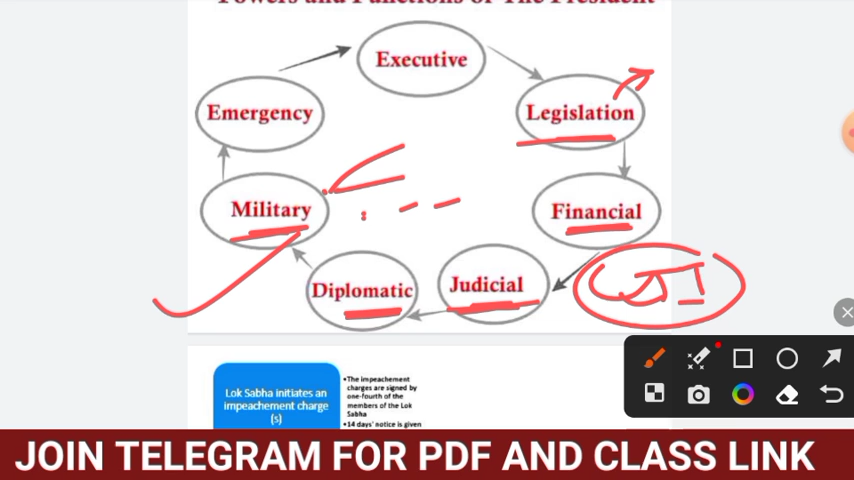 Powers and Functions of The President
Executive
Emergency
Legislation
Military
Financial
Diplomatic
Judicial
CJI
Lok Sabha initiates an
impeachement charge
(s)
•The impeachement
charges are signed by
one-fourth of the
members of the Lok
Sabha
•14 days' notice is given
JOIN TELEGRAM FOR PDF AND CLASS LINK